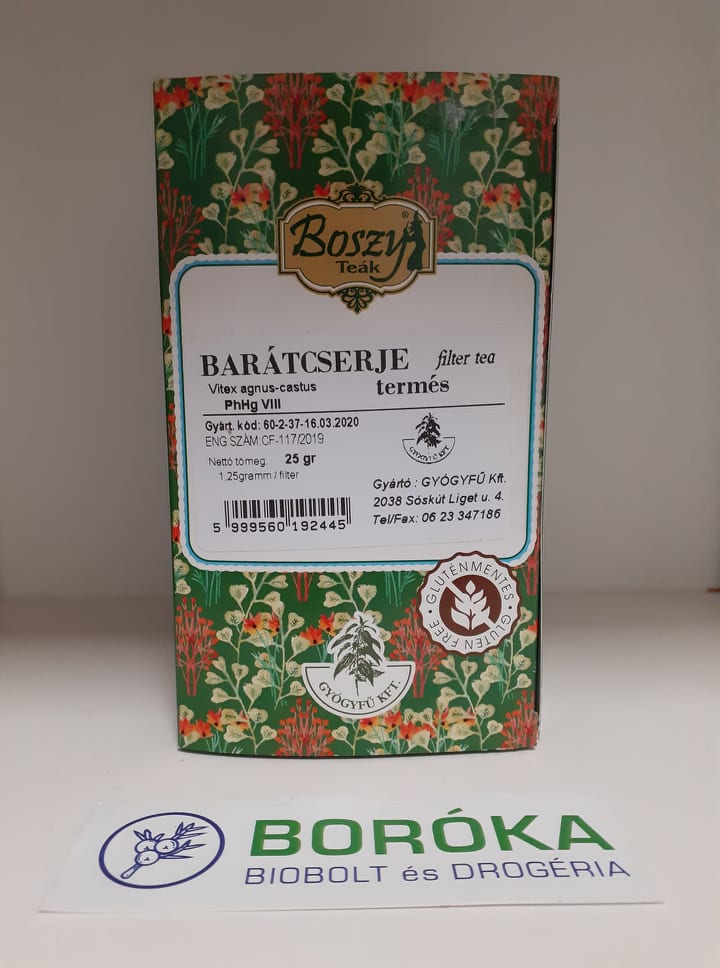 Boszy®
Teák
BARÁTCSERJE filter tea
Vitex agnus-castus termés
PhHg VIII
Gyárt. kód: 60-2-37-16.03.2020
ENG SZÁM:CF-117/2019
Nettó tömeg: 25 gr
1,25gramm / filter
GYÓGYFŰ KFT.
Gyártó : GYÓGYFŰ Kft.
2038 Sóskút Liget u. 4.
Tel/Fax: 06 23 347186
5 999560 192445
GLUTÉNMENTES · GLUTEN FREE ·
GYÓGYFŰ KFT.
BORÓKA
BIOBOLT és DROGÉRIA